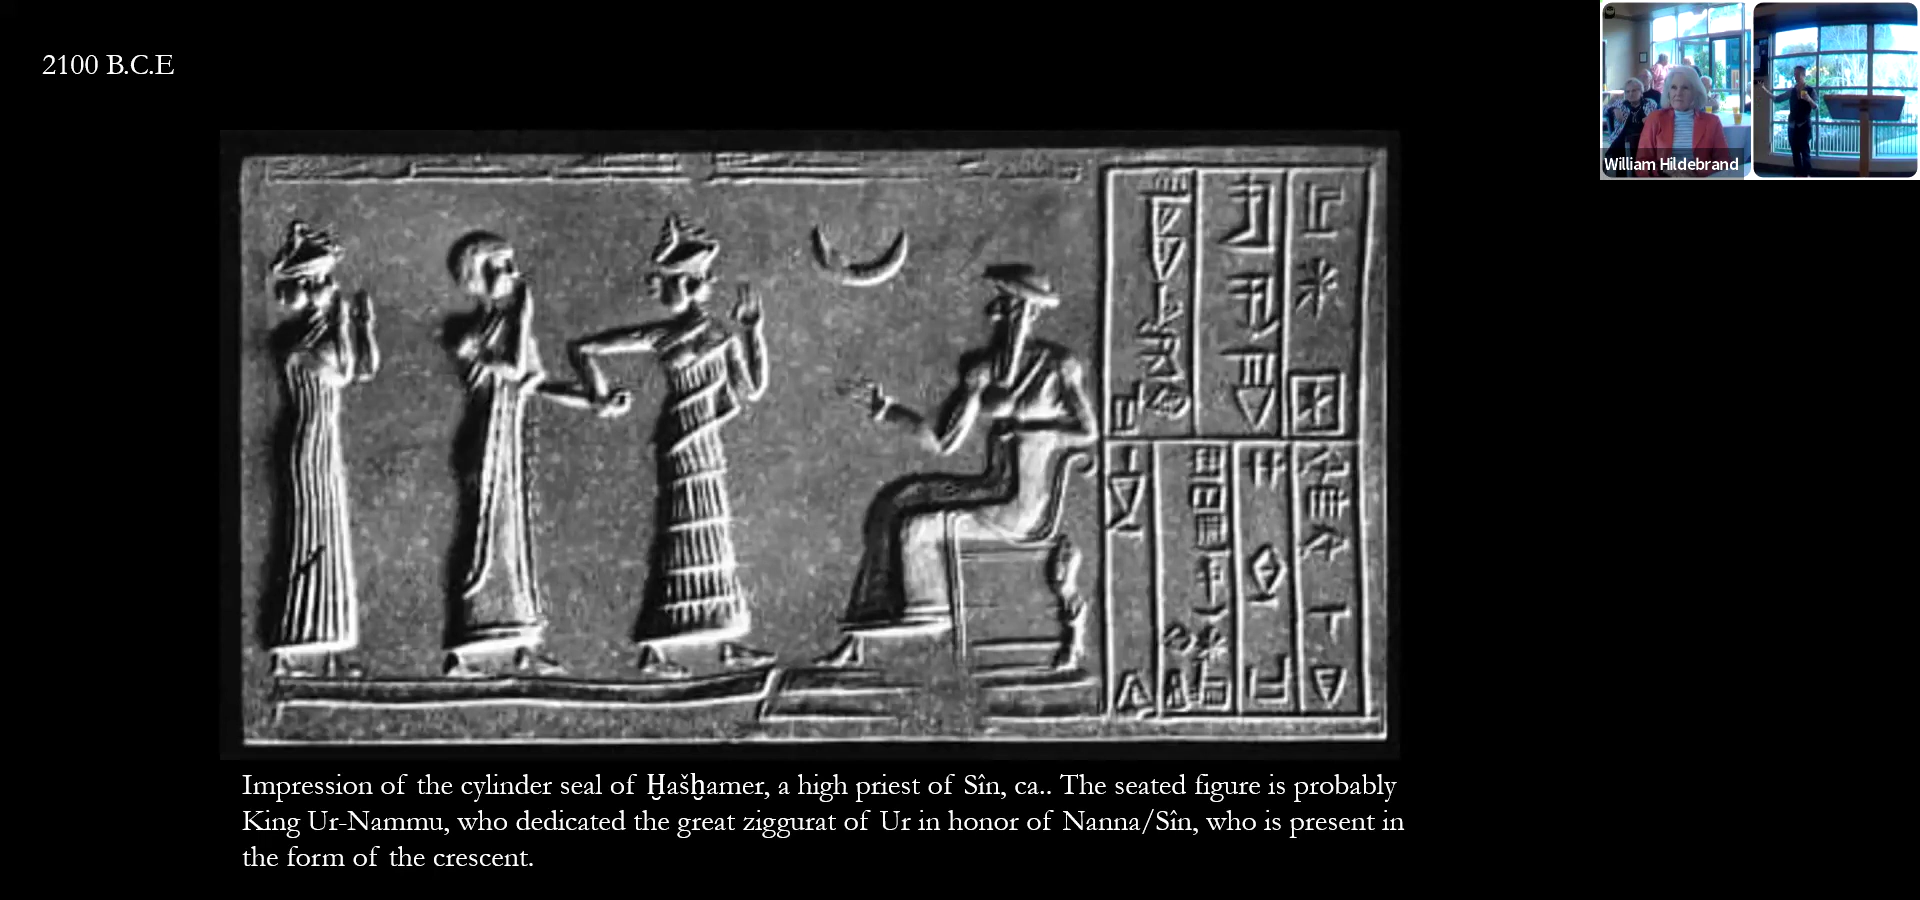 2100 B.C.E
William Hildebrand
Impression of the cylinder seal of Ḫašḫamer, a high priest of Sîn, ca.. The seated figure is probably
King Ur-Nammu, who dedicated the great ziggurat of Ur in honor of Nanna/Sîn, who is present in
the form of the crescent.